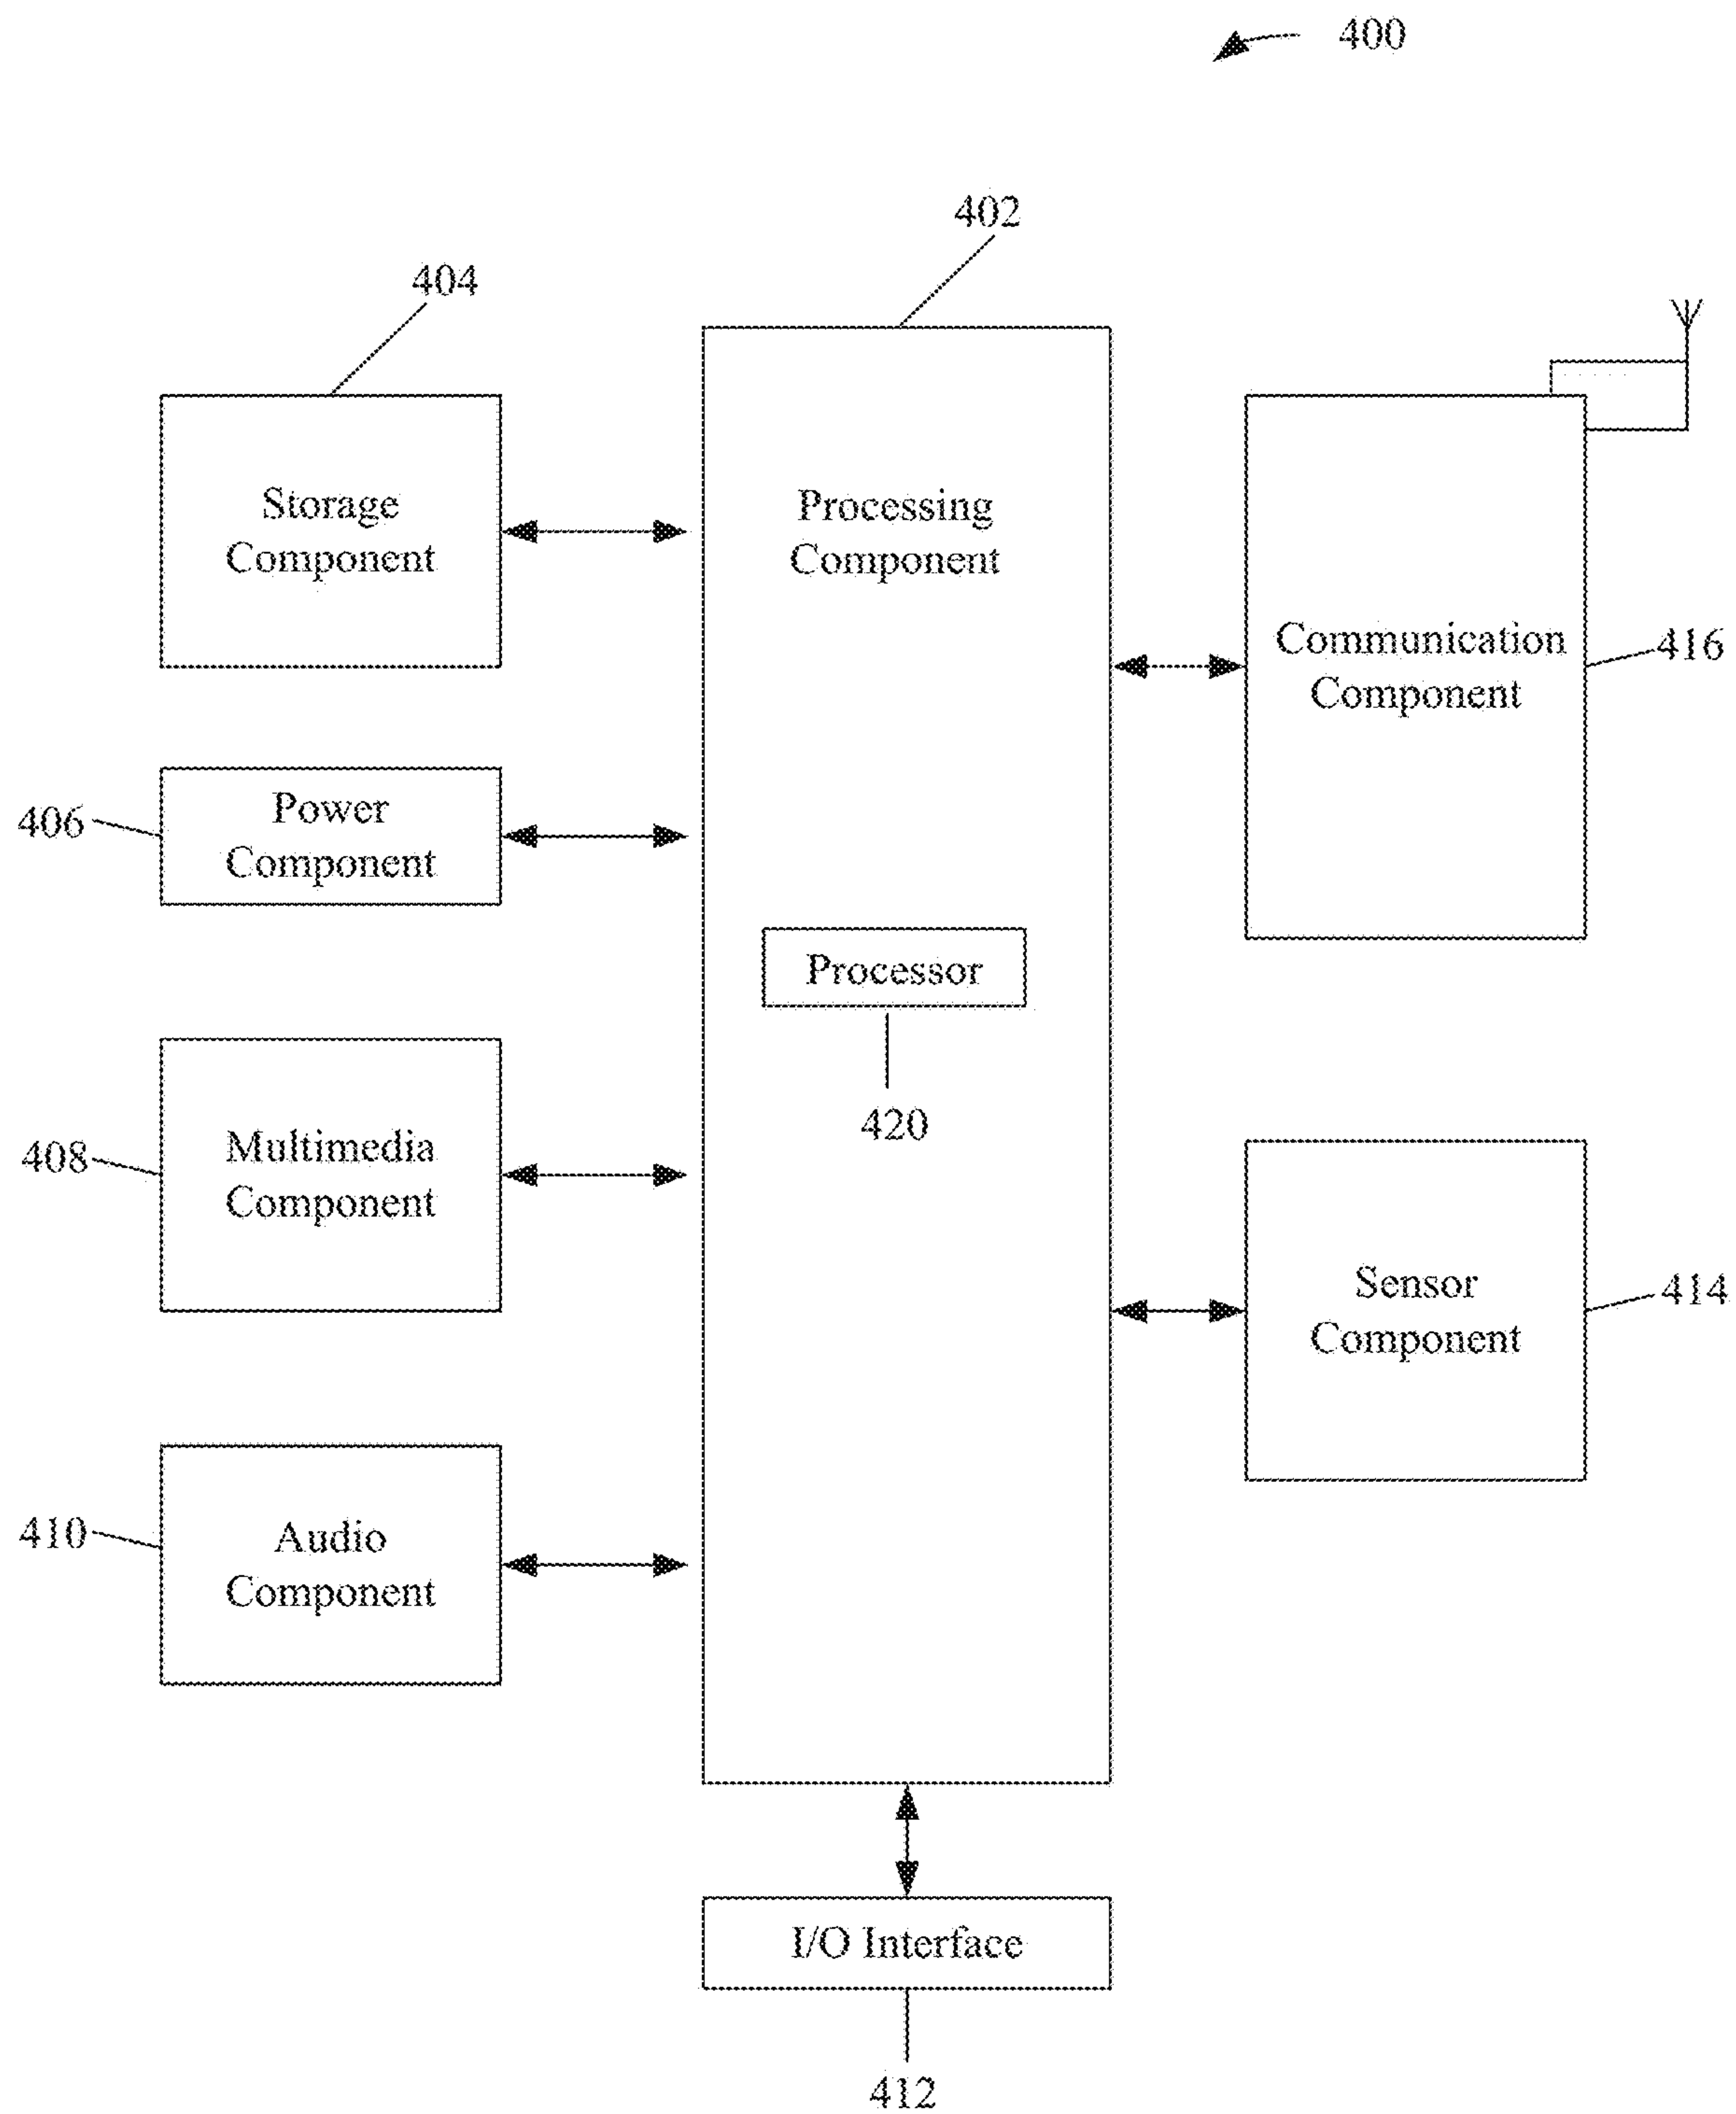 400
402
404
Storage
Component
Processing
Component
Communication
Component
416
406
Power
Component
Processor
420
408
Multimedia
Component
Sensor
Component
414
410
Audio
Component
I/O Interface
412